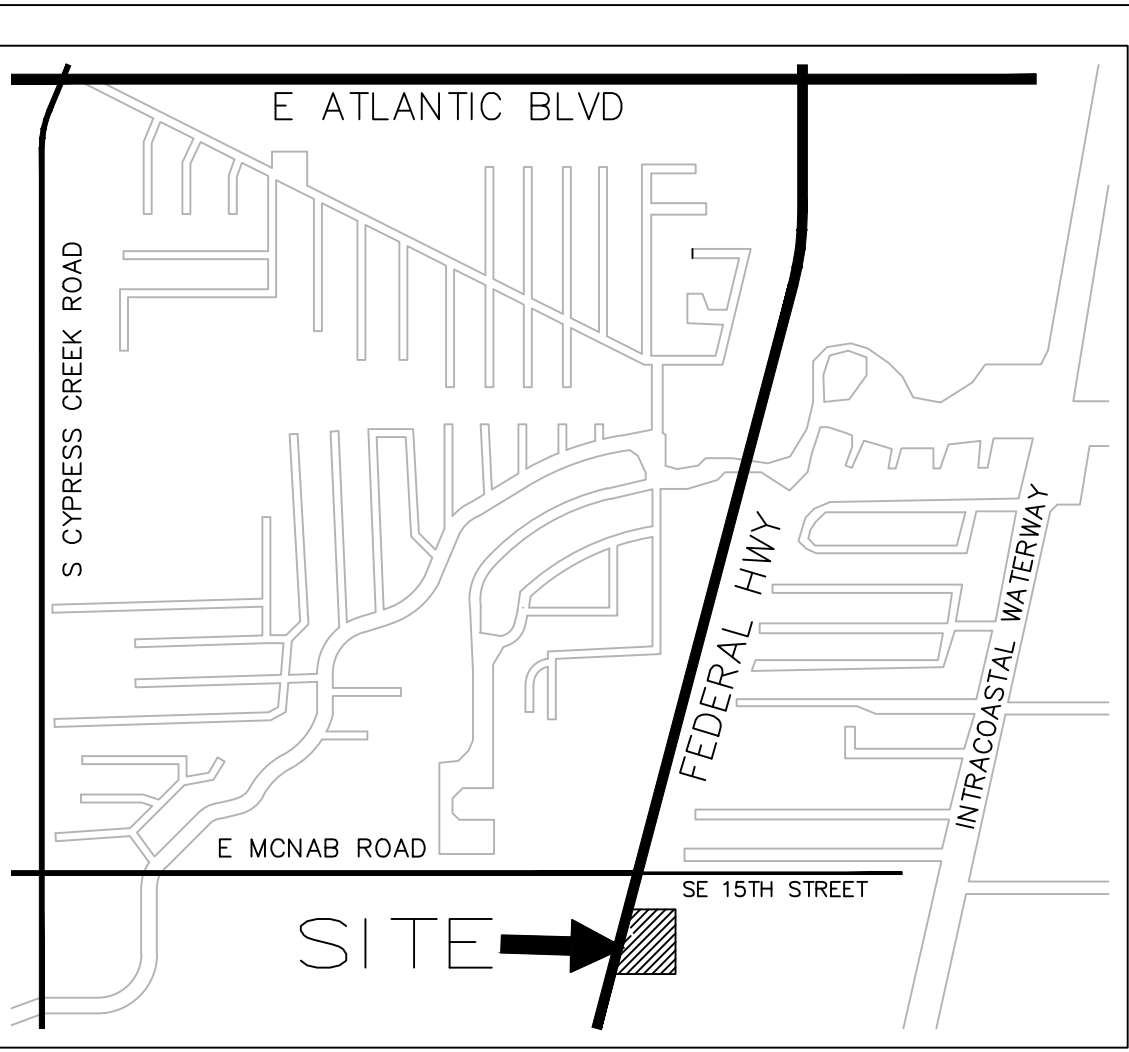 E ATLANTIC BLVD
S CYPRESS CREEK ROAD
FEDERAL HWY
INTRACOASTAL WATERWAY
E MCNAB ROAD
SE 15TH STREET
SITE